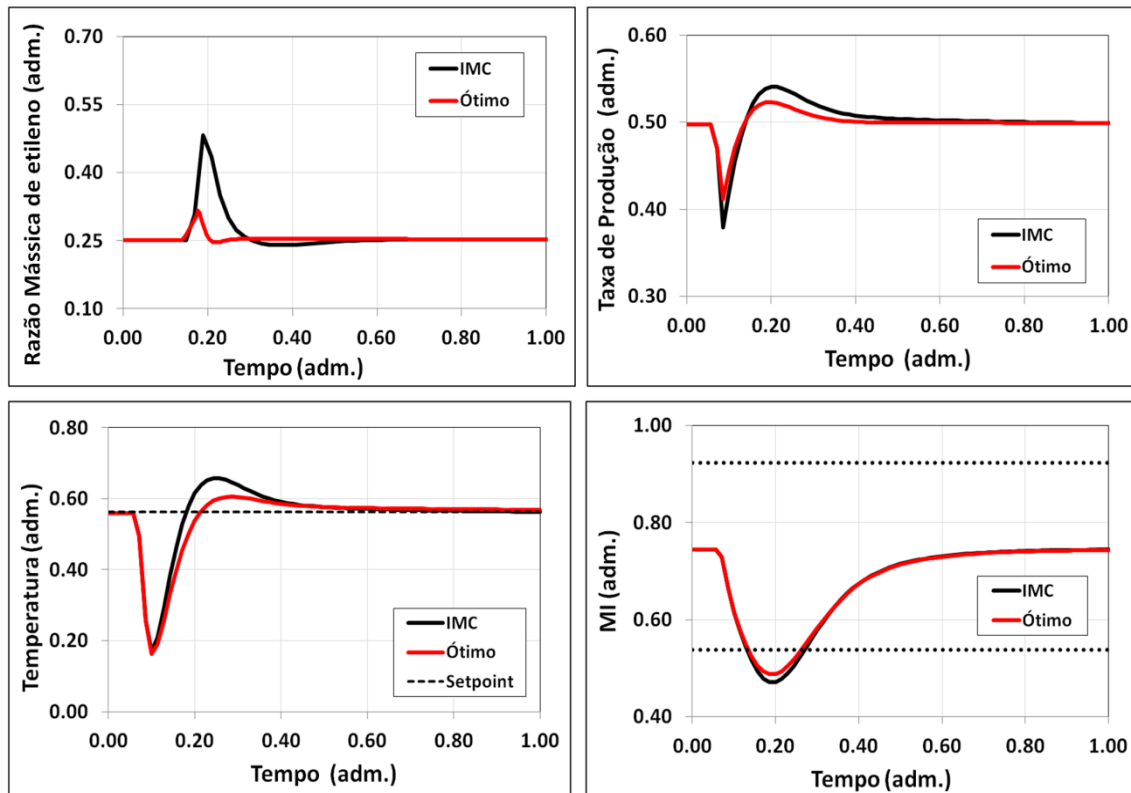 Razão Mássica de etileno (adm.)
0.70
0.55
0.40
0.25
0.10
IMC
Ótimo
0.00 0.20 0.40 0.60 0.80 1.00
Tempo (adm.)
Taxa de Produção (adm.)
0.60
0.50
0.40
0.30
IMC
Ótimo
0.00 0.20 0.40 0.60 0.80 1.00
Tempo (adm.)
Temperatura (adm.)
0.80
0.60
0.40
0.20
0.00
IMC
Ótimo
Setpoint
0.00 0.20 0.40 0.60 0.80 1.00
Tempo (adm.)
MI (adm.)
1.00
0.80
0.60
0.40
IMC
Ótimo
0.00 0.20 0.40 0.60 0.80 1.00
Tempo (adm.)